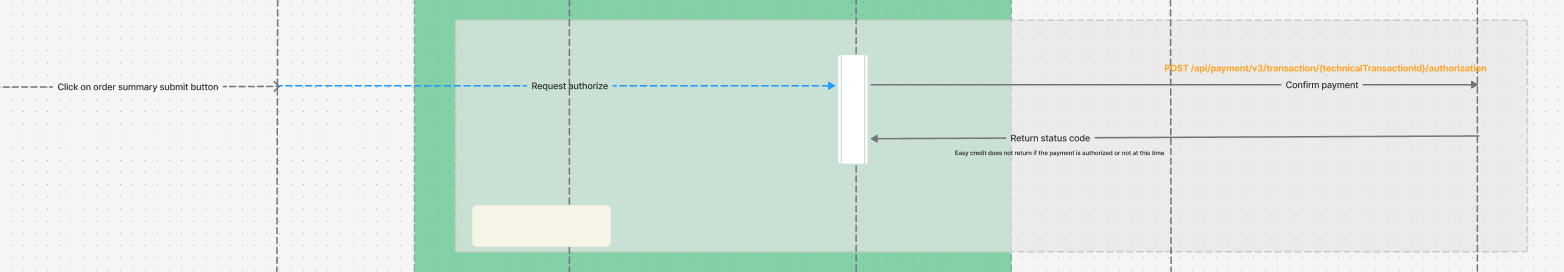 POST /api/payment/v3/transaction/{technicalTransactionId}/authorization
Click on order summary submit button
Request authorize
Confirm payment
Return status code
Easy credit does not return if the payment is authorized or not at this time